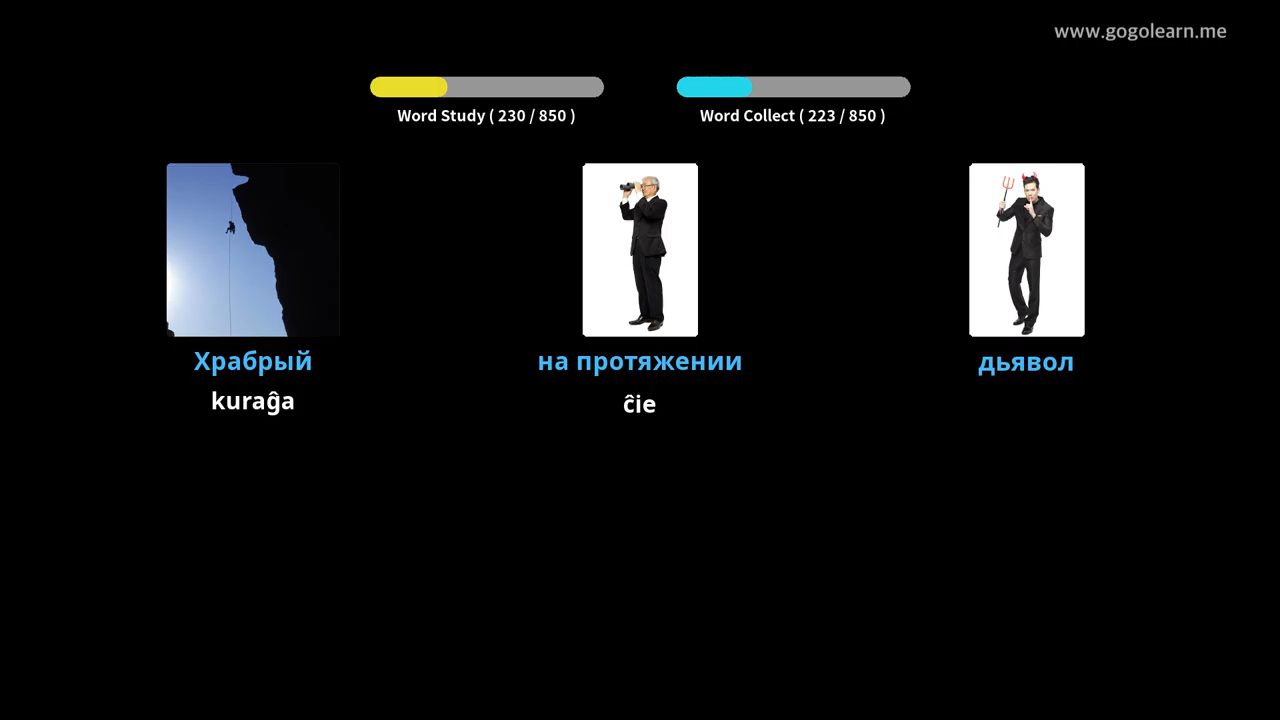 www.gogolearn.me
Word Study ( 230 / 850 )
Word Collect ( 223 / 850 )
Храбрый
на протяжении
дьявол
kuraĝa
ĉie